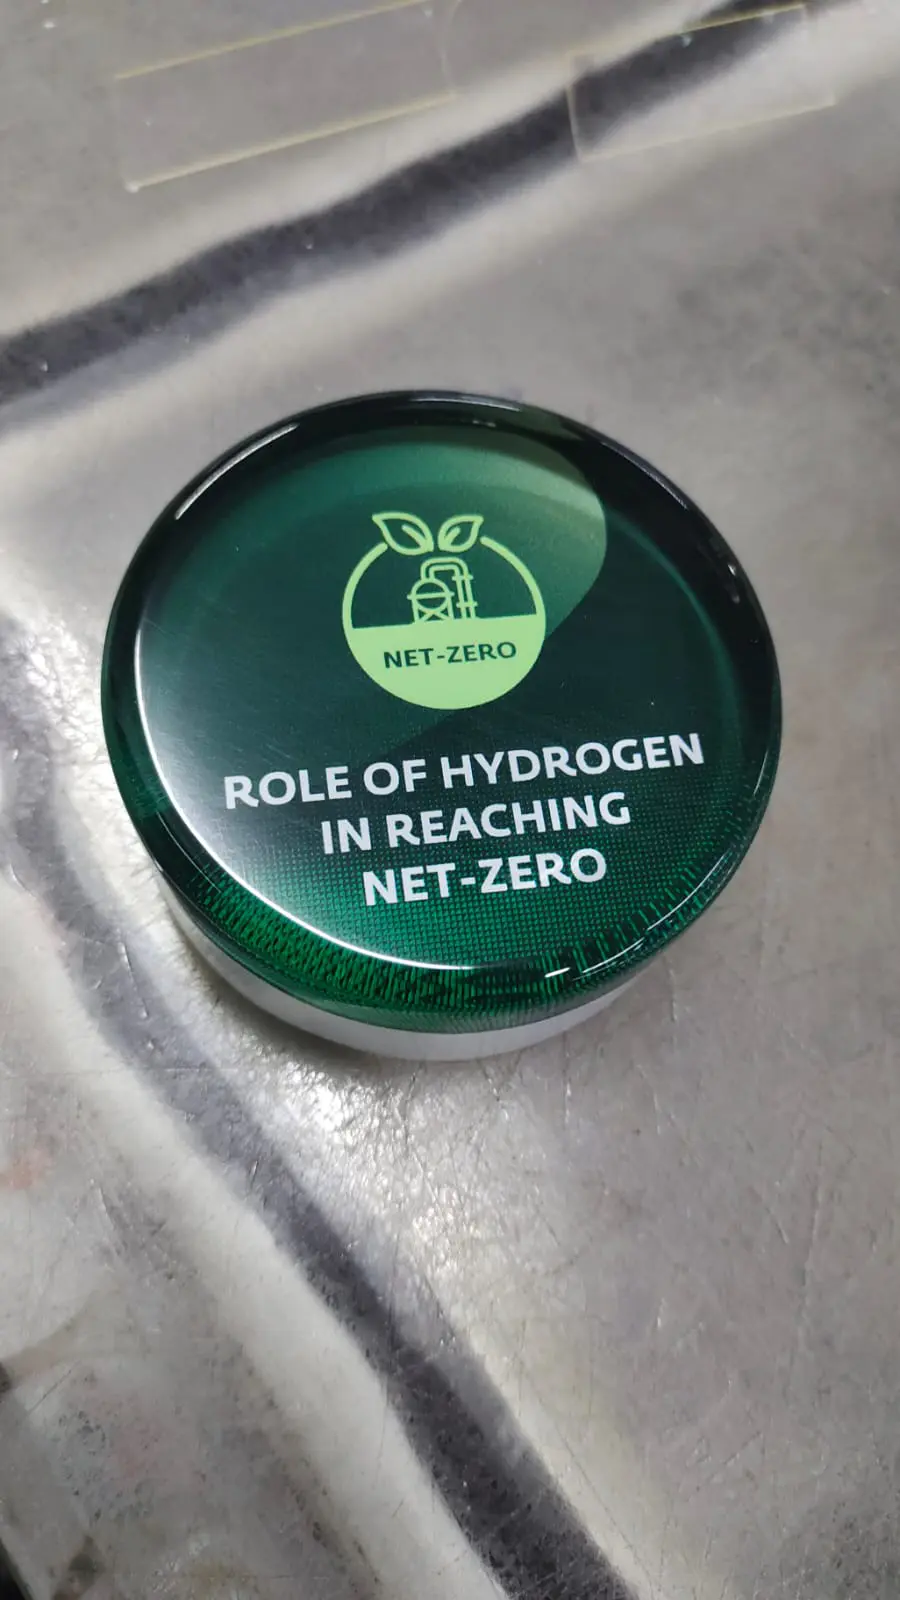 NET-ZERO
ROLE OF HYDROGEN
IN REACHING
NET-ZERO